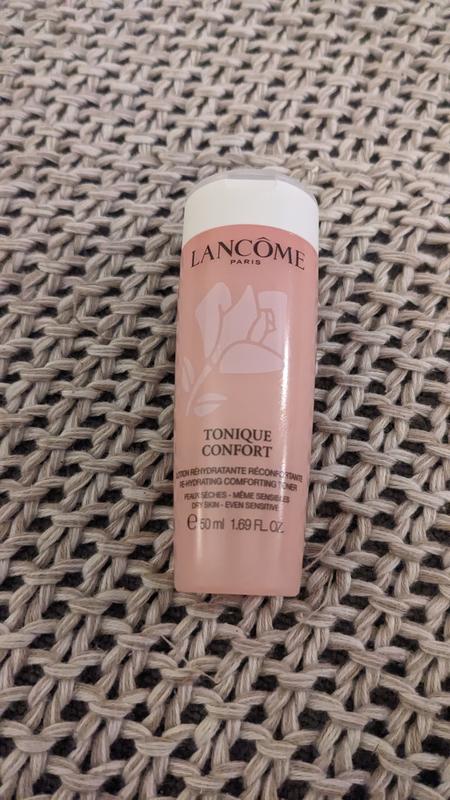 LANCÔME
PARIS
TONIQUE
CONFORT
LOTION RÉHYDRATANTE RÉCONFORTANTE
RE-HYDRATING COMFORTING TONER
PEAUX SÈCHES - MÊME SENSIBLES
DRY SKIN - EVEN SENSITIVE
℮ 50 ml 1.69 FL.OZ.